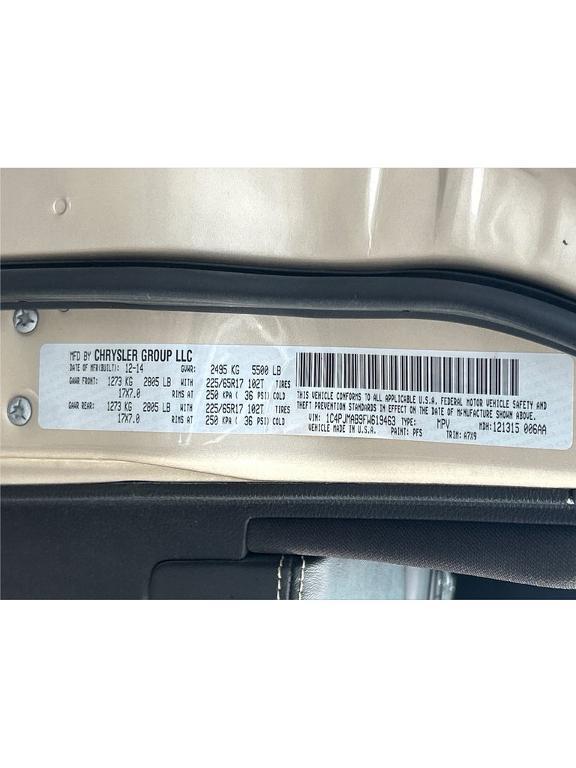 MFD BY CHRYSLER GROUP LLC
DATE OF MFR(BUILT): 12-14 GVWR: 2495 KG 5500 LB
GAWR FRONT: 1273 KG 2805 LB WITH 225/65R17 102T TIRES
17X7.0 RIMS AT 250 KPA ( 36 PSI) COLD
GAWR REAR: 1273 KG 2805 LB WITH 225/65R17 102T TIRES
17X7.0 RIMS AT 250 KPA ( 36 PSI) COLD
THIS VEHICLE CONFORMS TO ALL APPLICABLE U.S.A. FEDERAL MOTOR VEHICLE SAFETY AND
THEFT PREVENTION STANDARDS IN EFFECT ON THE DATE OF MANUFACTURE SHOWN ABOVE.
VIN: 1C4PJMAB9FW619463 TYPE: MPV MDH: 121315 006AA
VEHICLE MADE IN U.S.A. PAINT: PFS TRIM: A7X9